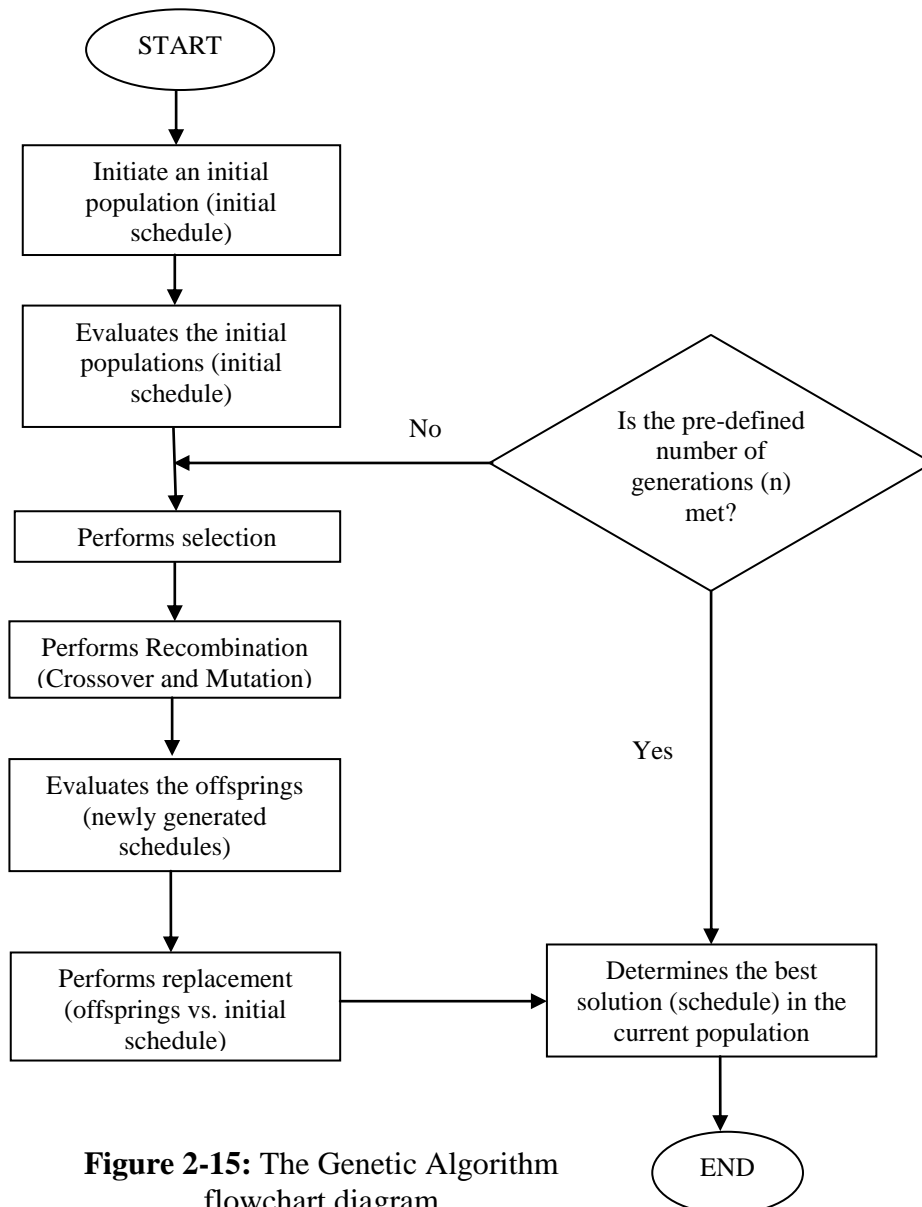 START
Initiate an initial
population (initial
schedule)
Evaluates the initial
populations (initial
schedule)
No
Is the pre-defined
number of
generations (n)
met?
Performs selection
Performs Recombination
(Crossover and Mutation)
Yes
Evaluates the offsprings
(newly generated
schedules)
Performs replacement
(offsprings vs. initial
schedule)
Determines the best
solution (schedule) in the
current population
END
Figure 2-15: The Genetic Algorithm
flowchart diagram